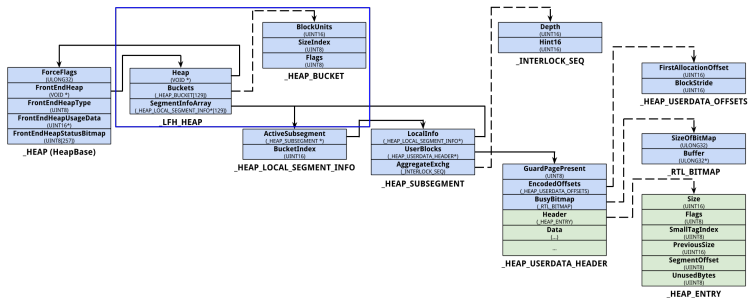 ForceFlags
(ULONG32)
FrontEndHeap
(VOID *)
FrontEndHeapType
(UINT8)
FrontEndHeapUsageData
(UINT16*)
FrontEndHeapStatusBitmap
(UINT8[257])
_HEAP (HeapBase)
Heap
(VOID *)
Buckets
(_HEAP_BUCKET[129])
SegmentInfoArray
(_HEAP_LOCAL_SEGMENT_INFO*[129])
_LFH_HEAP
BlockUnits
(UINT16)
SizeIndex
(UINT8)
Flags
(UINT8)
_HEAP_BUCKET
ActiveSubsegment
(_HEAP_SUBSEGMENT *)
BucketIndex
(UINT16)
_HEAP_LOCAL_SEGMENT_INFO
LocalInfo
(_HEAP_LOCAL_SEGMENT_INFO*)
UserBlocks
(_HEAP_USERDATA_HEADER*)
AggregateExchg
(_INTERLOCK_SEQ)
_HEAP_SUBSEGMENT
Depth
(UINT16)
Hint16
(UINT16)
_INTERLOCK_SEQ
GuardPagePresent
(UINT8)
EncodedOffsets
(_HEAP_USERDATA_OFFSETS)
BusyBitmap
(_RTL_BITMAP)
Header
(_HEAP_ENTRY)
Data
(...)
...
_HEAP_USERDATA_HEADER
FirstAllocationOffset
(UINT16)
BlockStride
(UINT16)
_HEAP_USERDATA_OFFSETS
SizeOfBitMap
(ULONG32)
Buffer
(ULONG32*)
_RTL_BITMAP
Size
(UINT16)
Flags
(UINT8)
SmallTagIndex
(UINT8)
PreviousSize
(UINT16)
SegmentOffset
(UINT8)
UnusedBytes
(UINT8)
_HEAP_ENTRY